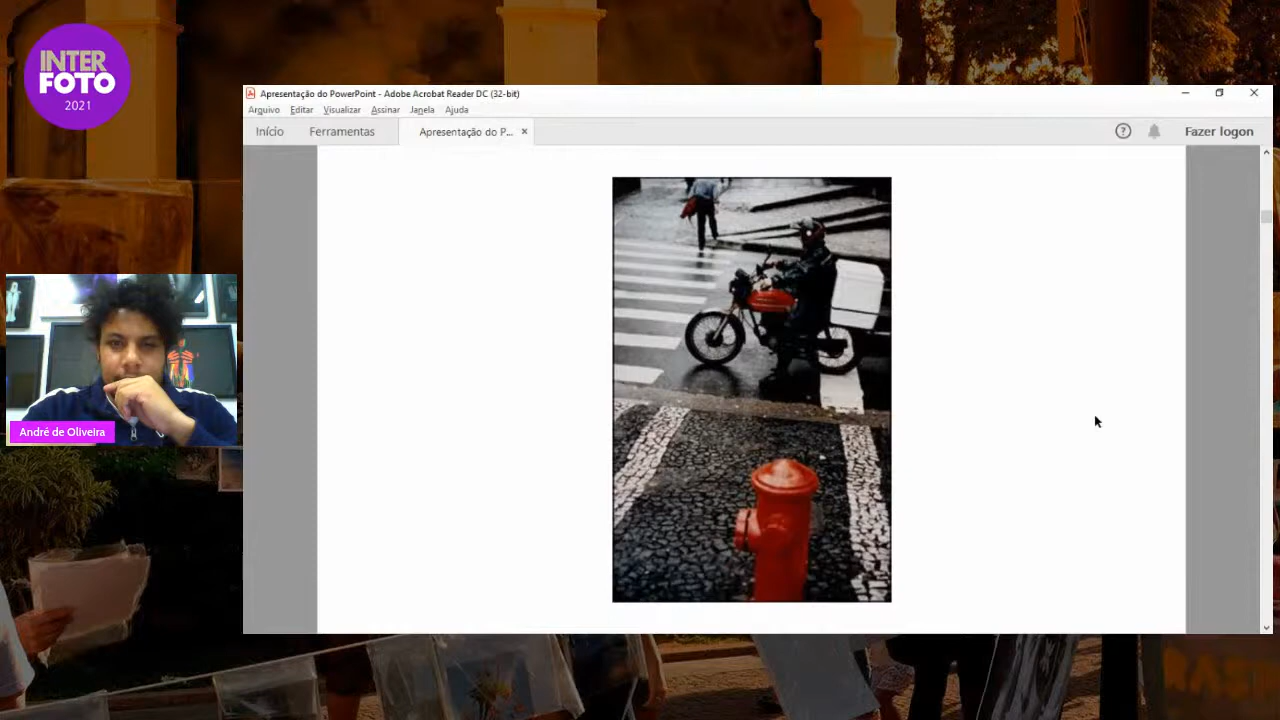 INTER
FOTO
2021
Apresentação do PowerPoint - Adobe Acrobat Reader DC (32-bit)
Arquivo Editar Visualizar Assinar Janela Ajuda
Início Ferramentas Apresentação do P... × Fazer logon
André de Oliveira